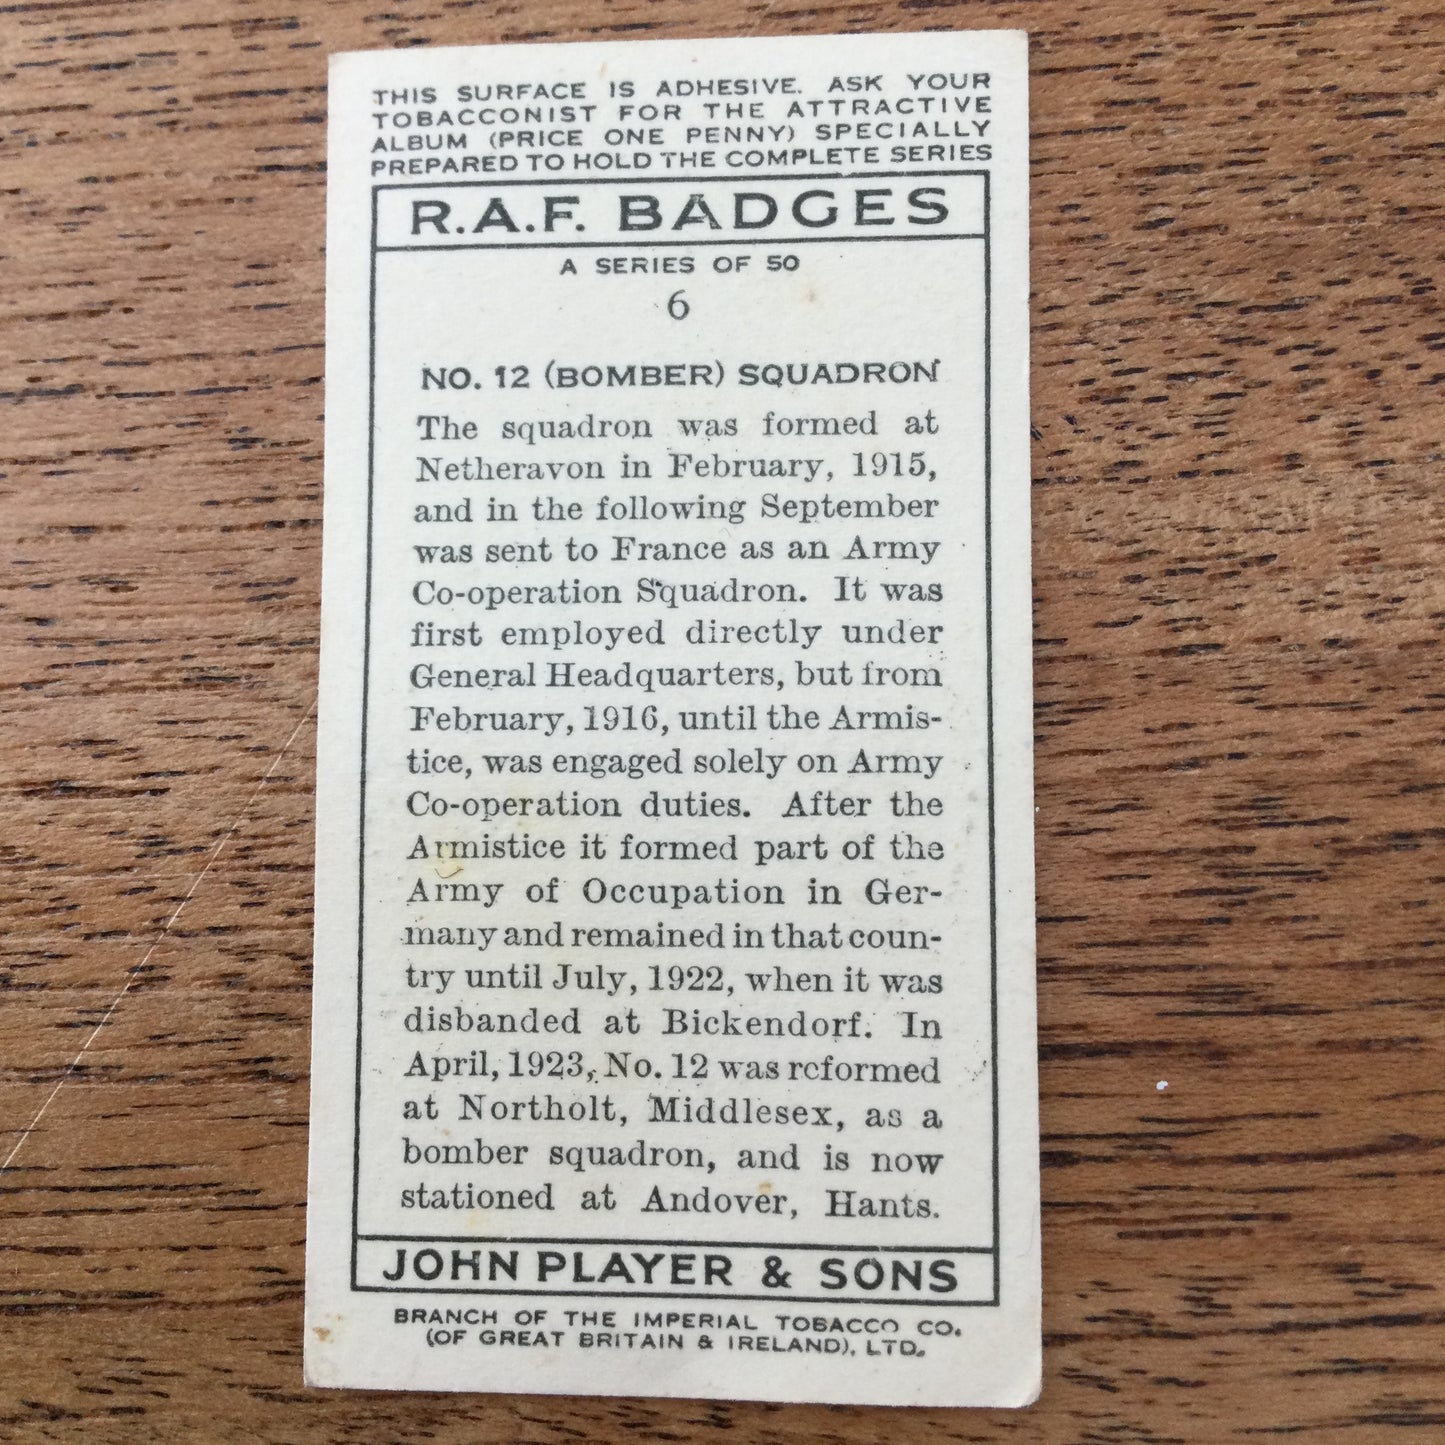 THIS SURFACE IS ADHESIVE. ASK YOUR
TOBACCONIST FOR THE ATTRACTIVE
ALBUM (PRICE ONE PENNY) SPECIALLY
PREPARED TO HOLD THE COMPLETE SERIES
R.A.F. BADGES
A SERIES OF 50
6
NO. 12 (BOMBER) SQUADRON
The squadron was formed at
Netheravon in February, 1915,
and in the following September
was sent to France as an Army
Co-operation Squadron. It was
first employed directly under
General Headquarters, but from
February, 1916, until the Armis-
tice, was engaged solely on Army
Co-operation duties. After the
Armistice it formed part of the
Army of Occupation in Ger-
many and remained in that coun-
try until July, 1922, when it was
disbanded at Bickendorf. In
April, 1923, No. 12 was reformed
at Northolt, Middlesex, as a
bomber squadron, and is now
stationed at Andover, Hants.
JOHN PLAYER & SONS
BRANCH OF THE IMPERIAL TOBACCO CO.
(OF GREAT BRITAIN & IRELAND), LTD.